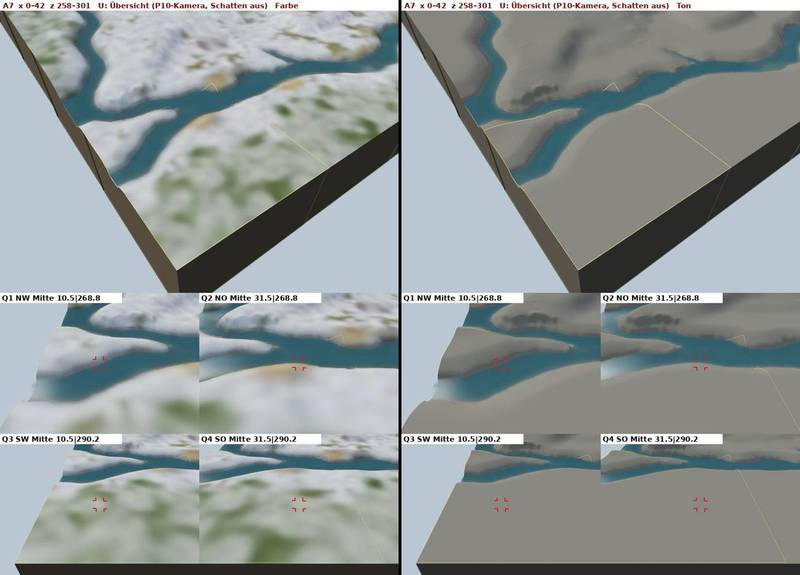 A7 x 0-42 z 258-301 U: Übersicht (P10-Kamera, Schatten aus) Farbe
A7 x 0-42 z 258-301 U: Übersicht (P10-Kamera, Schatten aus) Ton
Q1 NW Mitte 10.5|268.8
Q2 NO Mitte 31.5|268.8
Q1 NW Mitte 10.5|268.8
Q2 NO Mitte 31.5|268.8
Q3 SW Mitte 10.5|290.2
Q4 SO Mitte 31.5|290.2
Q3 SW Mitte 10.5|290.2
Q4 SO Mitte 31.5|290.2